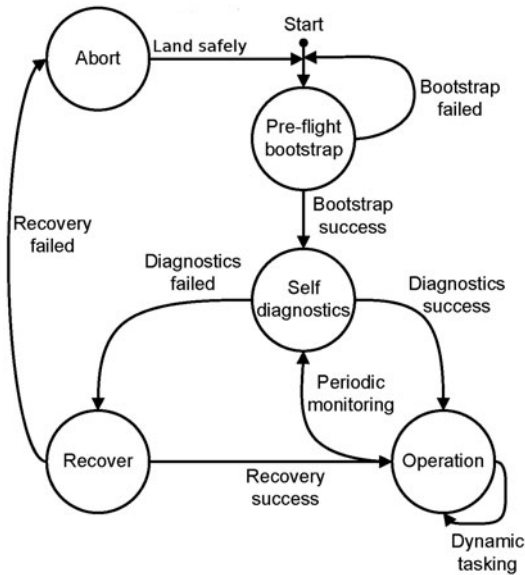 Start
Land safely
Abort
Bootstrap
failed
Pre-flight
bootstrap
Bootstrap
success
Recovery
failed
Diagnostics
failed
Self
diagnostics
Diagnostics
success
Periodic
monitoring
Recover
Recovery
success
Operation
Dynamic
tasking